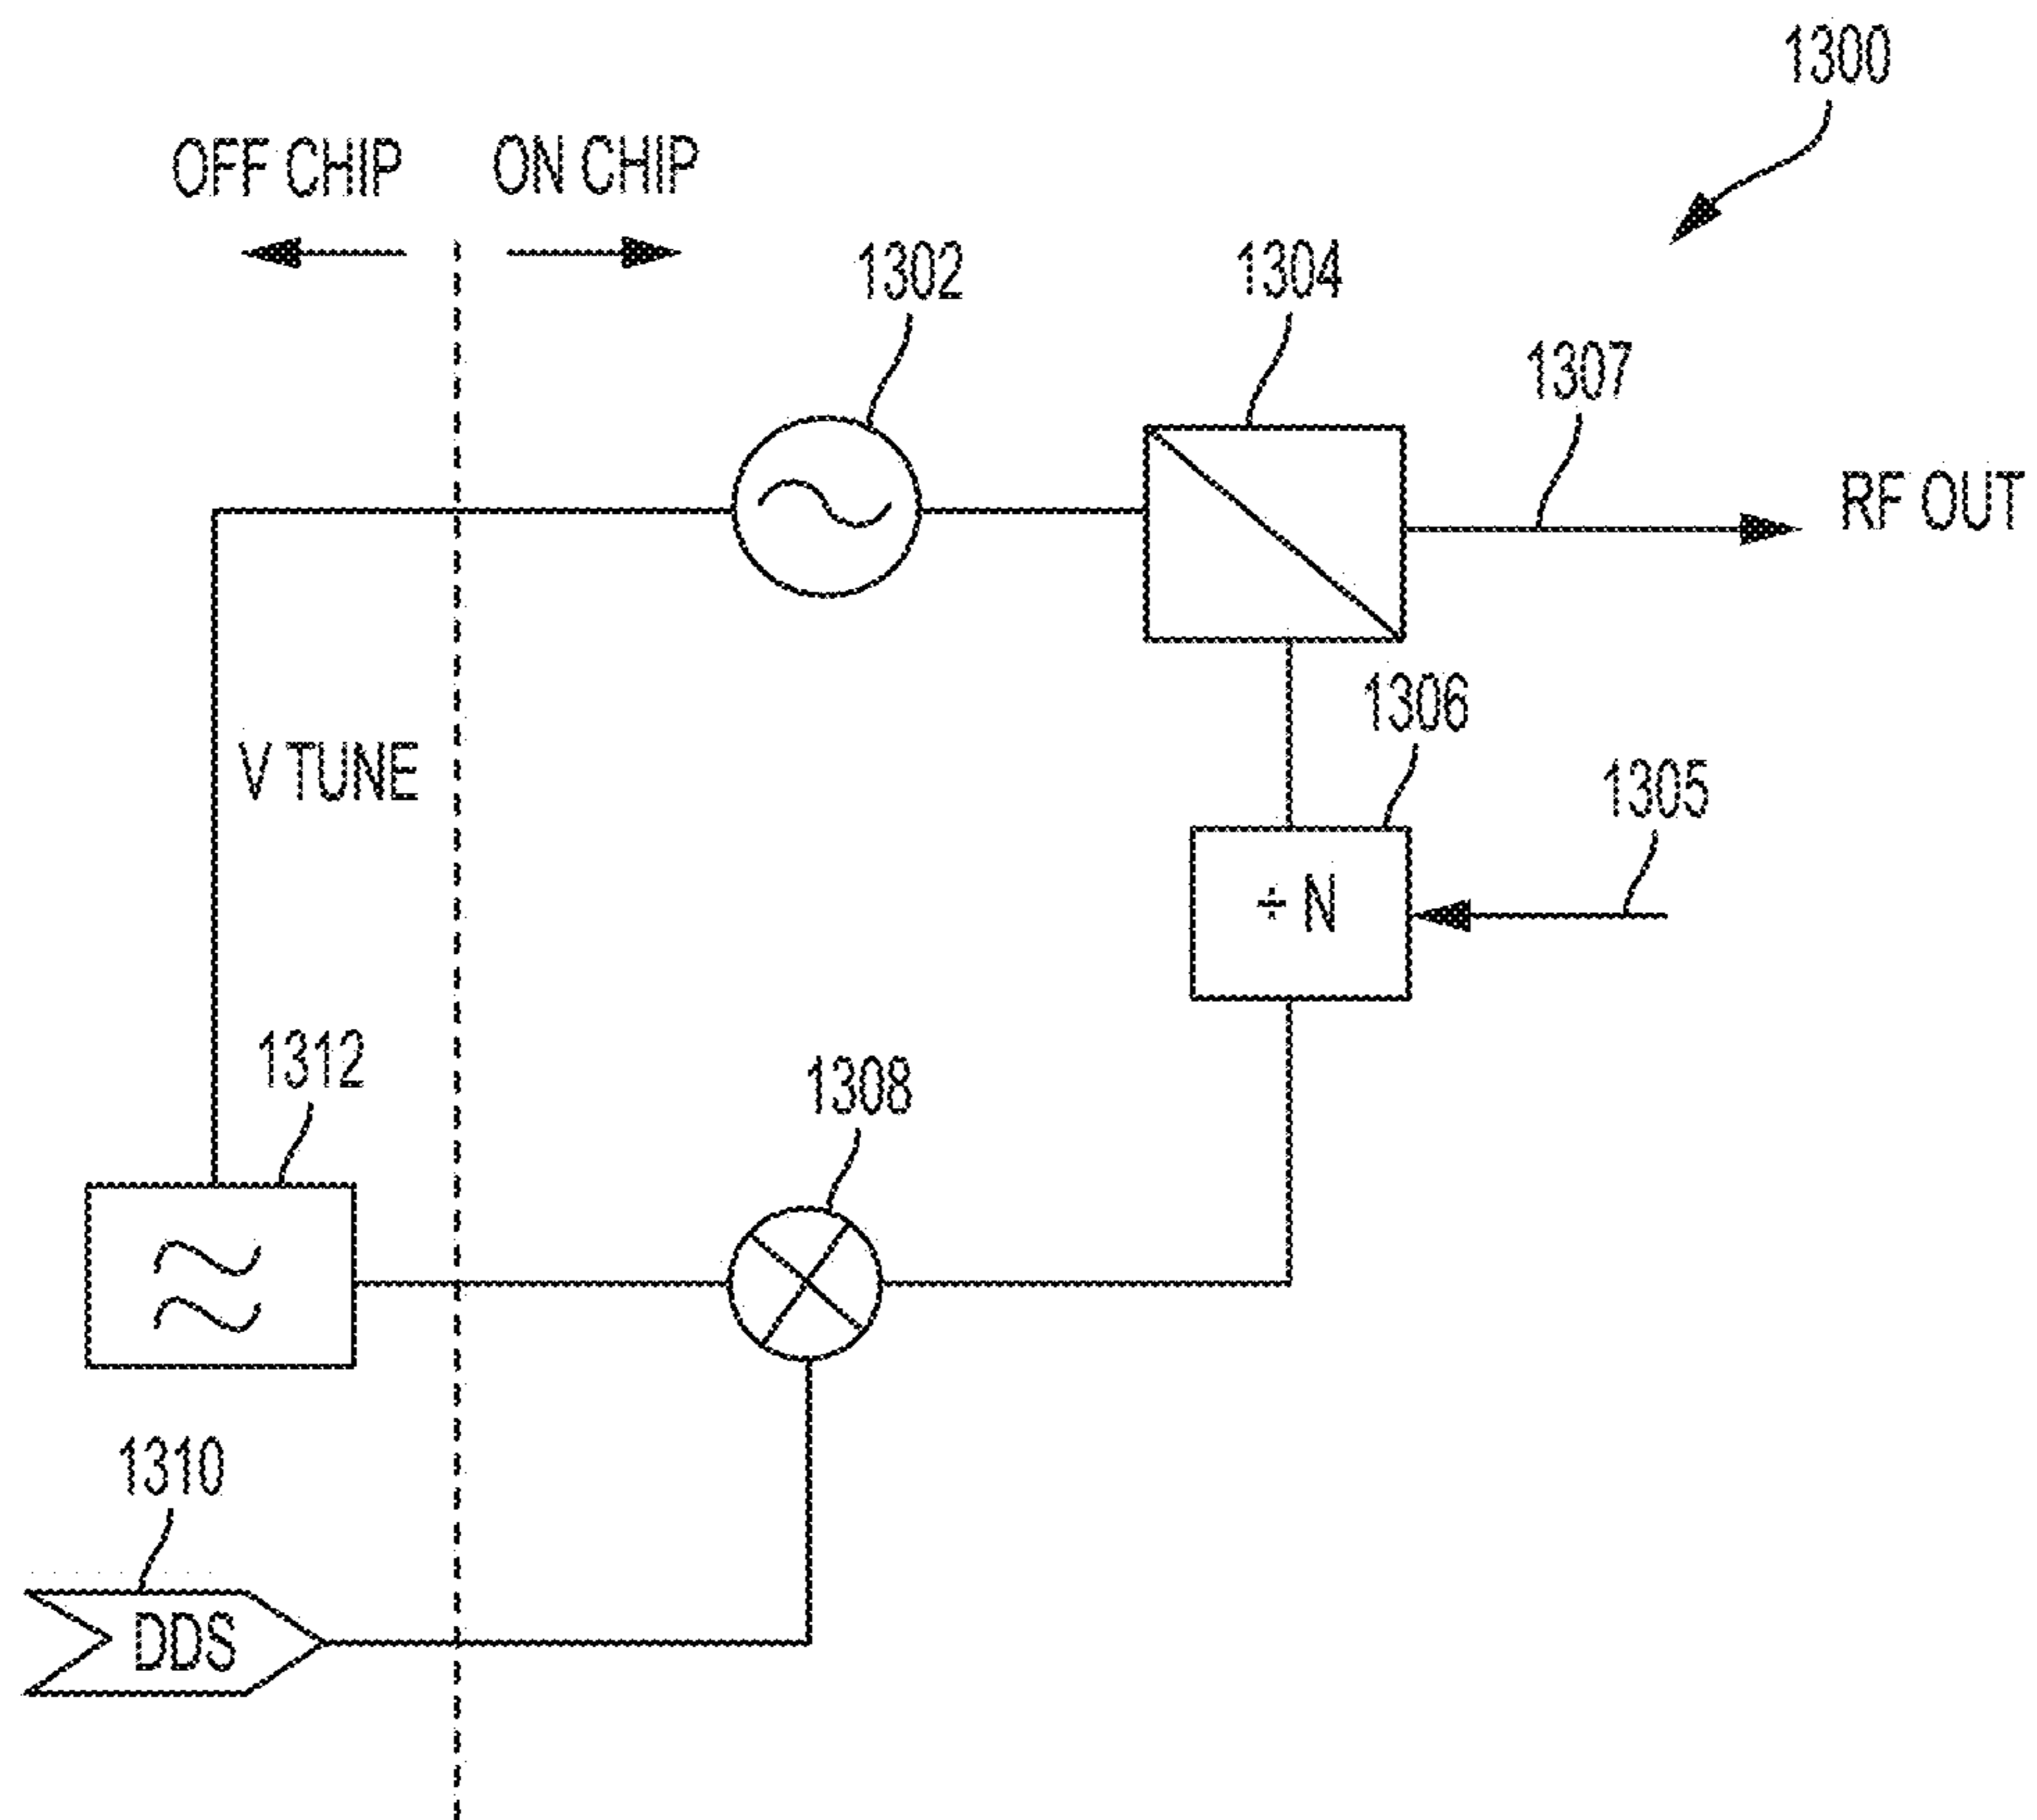 1300
OFF CHIP
ON CHIP
1302
1304
1307
RF OUT
1306
V TUNE
1305
÷ N
1312
1308
1310
DDS